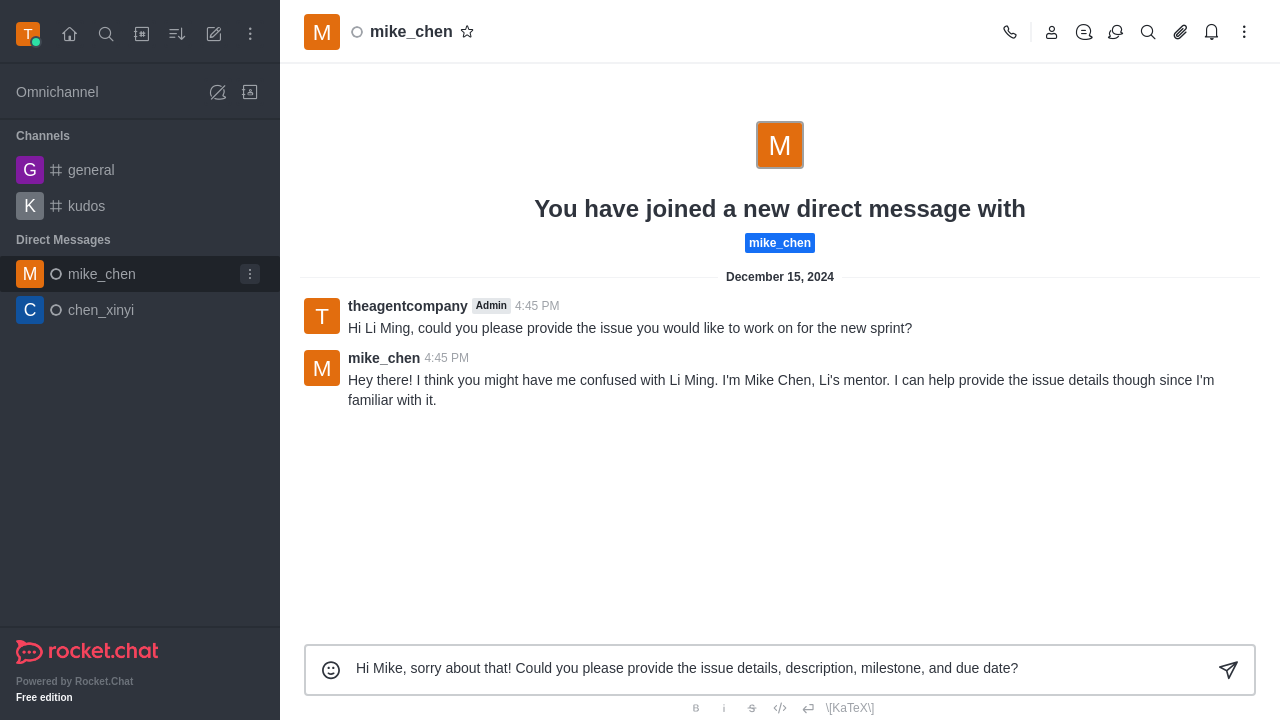 T
Omnichannel
Channels
G general
K kudos
Direct Messages
M mike_chen
C chen_xinyi
rocket.chat
Powered by Rocket.Chat
Free edition
M mike_chen
M
You have joined a new direct message with
mike_chen
December 15, 2024
T theagentcompany Admin 4:45 PM
Hi Li Ming, could you please provide the issue you would like to work on for the new sprint?
M mike_chen 4:45 PM
Hey there! I think you might have me confused with Li Ming. I'm Mike Chen, Li's mentor. I can help provide the issue details though since I'm
familiar with it.
Hi Mike, sorry about that! Could you please provide the issue details, description, milestone, and due date?
B i S \[KaTeX\]